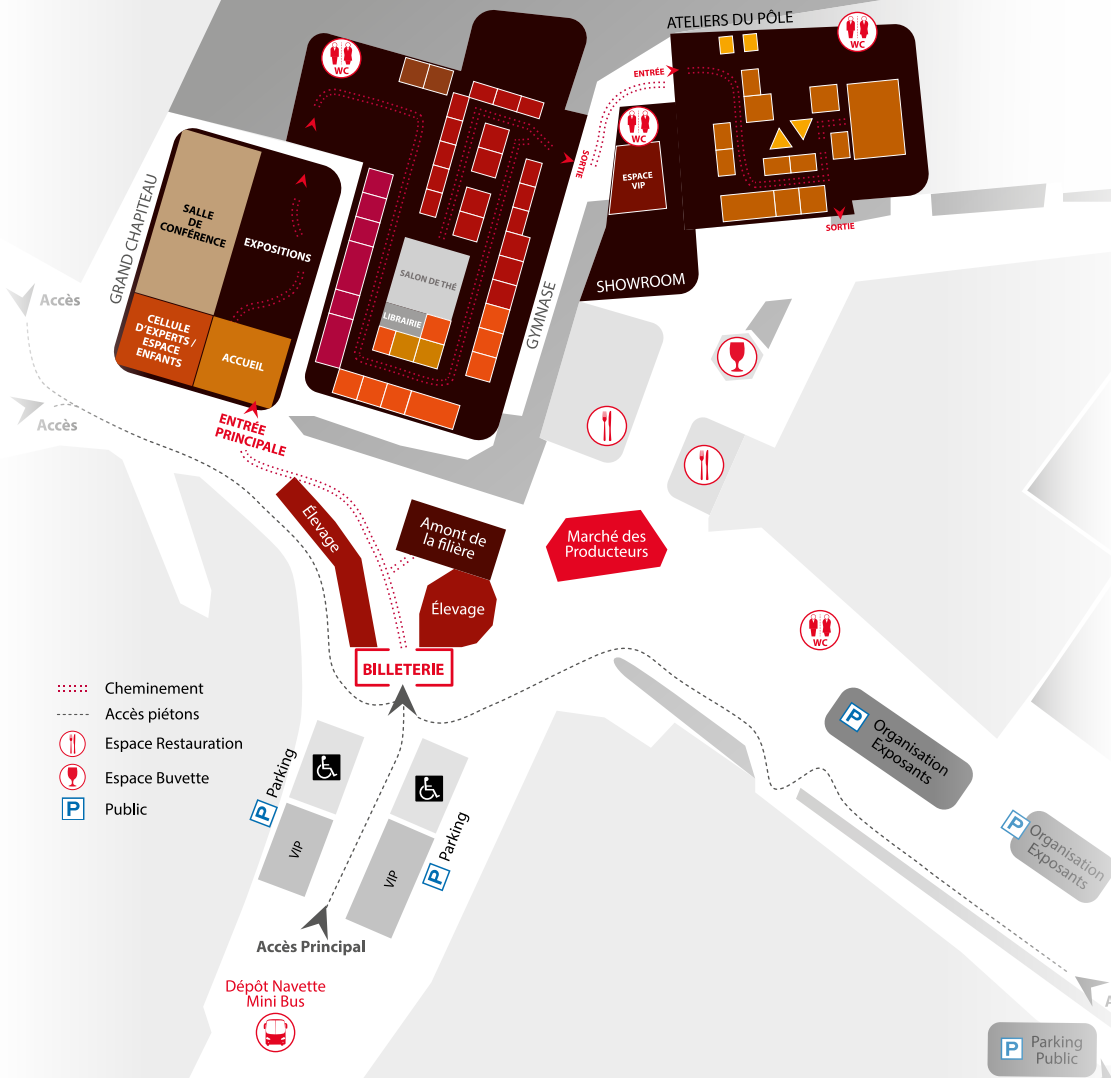 ATELIERS DU PÔLE
WC
WC
ENTRÉE
WC
SORTIE
ESPACE
VIP
SORTIE
SHOWROOM
GRAND CHAPITEAU
SALLE
DE
CONFÉRENCE
EXPOSITIONS
CELLULE
D'EXPERTS /
ESPACE
ENFANTS
ACCUEIL
SALON DE THÉ
LIBRAIRIE
GYMNASE
Accès
Accès
ENTRÉE
PRINCIPALE
Élevage
Amont de
la filière
Élevage
Marché des
Producteurs
WC
BILLETERIE
Cheminement
Accès piétons
Espace Restauration
Espace Buvette
P
Public
P Parking
VIP
P Parking
VIP
Accès Principal
Dépôt Navette
Mini Bus
P
Organisation
Exposants
P
Organisation
Exposants
P
Parking
Public